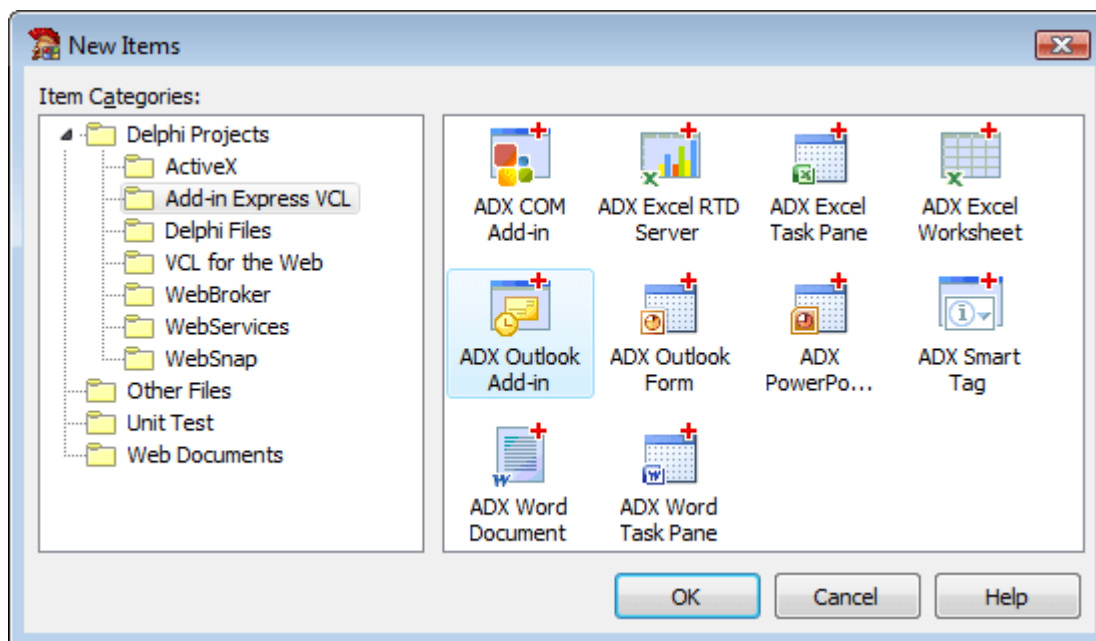 New Items
Item Categories:
Delphi Projects
ActiveX
Add-in Express VCL
Delphi Files
VCL for the Web
WebBroker
WebServices
WebSnap
Other Files
Unit Test
Web Documents
ADX COM
Add-in
ADX Excel RTD
Server
ADX Excel
Task Pane
ADX Excel
Worksheet
ADX Outlook
Add-in
ADX Outlook
Form
ADX
PowerPo...
ADX Smart
Tag
ADX Word
Document
ADX Word
Task Pane
OK
Cancel
Help